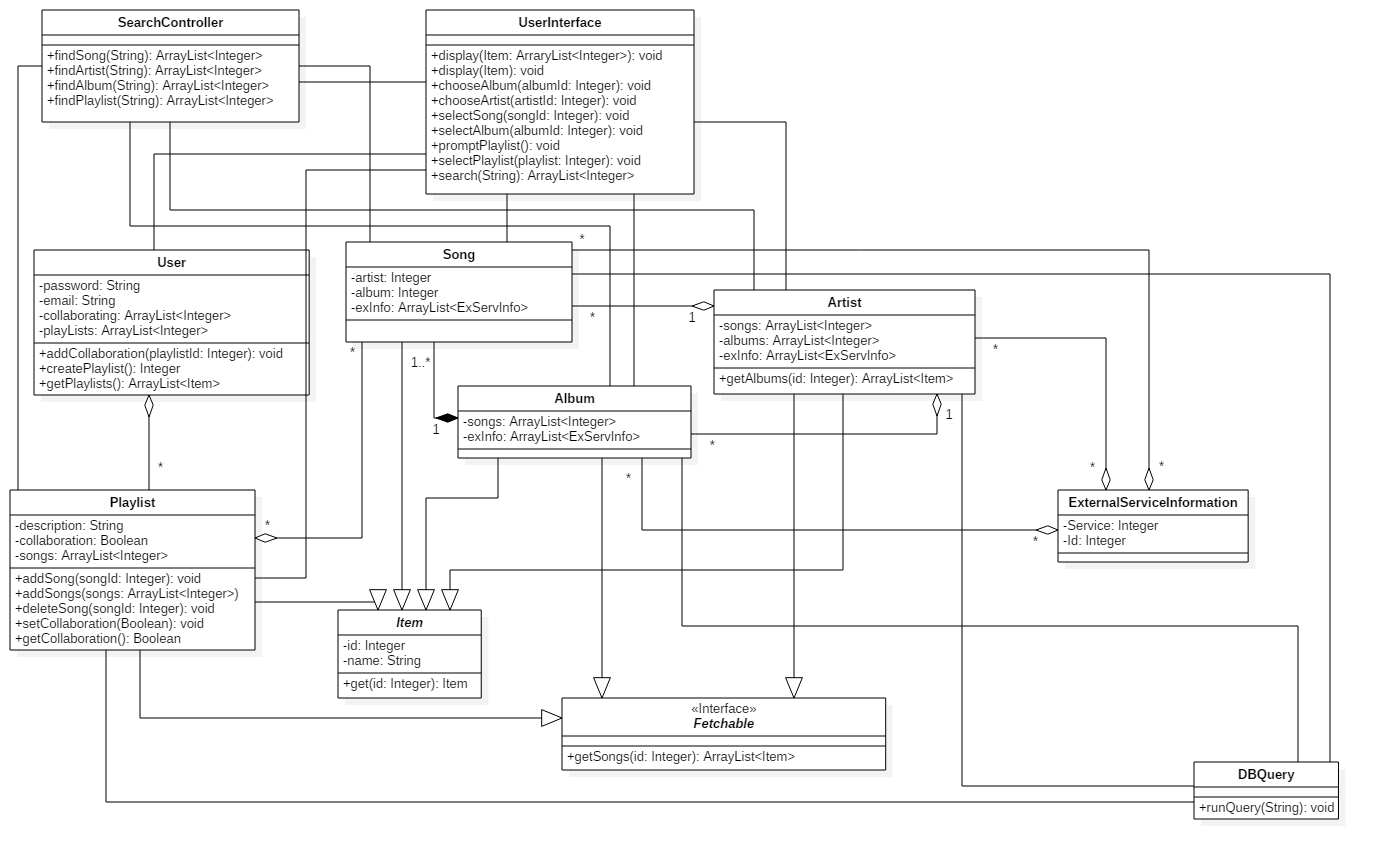 SearchController
+findSong(String): ArrayList<Integer>
+findArtist(String): ArrayList<Integer>
+findAlbum(String): ArrayList<Integer>
+findPlaylist(String): ArrayList<Integer>
UserInterface
+display(Item: ArraryList<Integer>): void
+display(Item): void
+chooseAlbum(albumId: Integer): void
+chooseArtist(artistId: Integer): void
+selectSong(songId: Integer): void
+selectAlbum(albumId: Integer): void
+promptPlaylist(): void
+selectPlaylist(playlist: Integer): void
+search(String): ArrayList<Integer>
User
-password: String
-email: String
-collaborating: ArrayList<Integer>
-playLists: ArrayList<Integer>
+addCollaboration(playlistId: Integer): void
+createPlaylist(): Integer
+getPlaylists(): ArrayList<Item>
*
Song
-artist: Integer
-album: Integer
-exInfo: ArrayList<ExServInfo>
*
*
1
*
1..*
1
Artist
-songs: ArrayList<Integer>
-albums: ArrayList<Integer>
-exInfo: ArrayList<ExServInfo>
+getAlbums(id: Integer): ArrayList<Item>
*
1
Album
-songs: ArrayList<Integer>
-exInfo: ArrayList<ExServInfo>
*
*
*
*
*
ExternalServiceInformation
-Service: Integer
-Id: Integer
Playlist
-description: String
-collaboration: Boolean
-songs: ArrayList<Integer>
+addSong(songId: Integer): void
+addSongs(songs: ArrayList<Integer>)
+deleteSong(songId: Integer): void
+setCollaboration(Boolean): void
+getCollaboration(): Boolean
*
Item
-id: Integer
-name: String
+get(id: Integer): Item
«Interface»
Fetchable
+getSongs(id: Integer): ArrayList<Item>
DBQuery
+runQuery(String): void